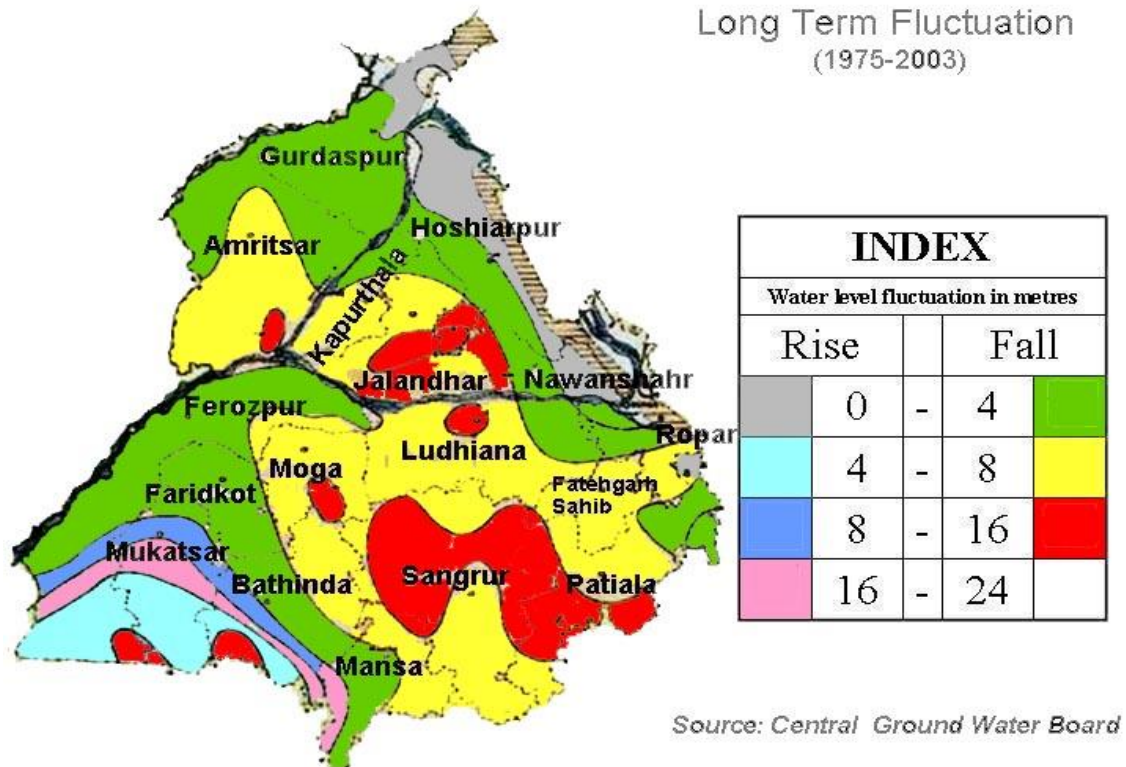 Long Term Fluctuation
(1975-2003)
Gurdaspur
Hoshiarpur
Amritsar
Kapurthala
Jalandhar
Nawanshahr
Ferozpur
Ropar
Ludhiana
Moga
Fatehgarh
Sahib
Faridkot
Mukatsar
Bathinda
Sangrur
Patiala
Mansa
INDEX
Water level fluctuation in metres
Rise Fall
0 - 4
4 - 8
8 - 16
16 - 24
Source: Central Ground Water Board